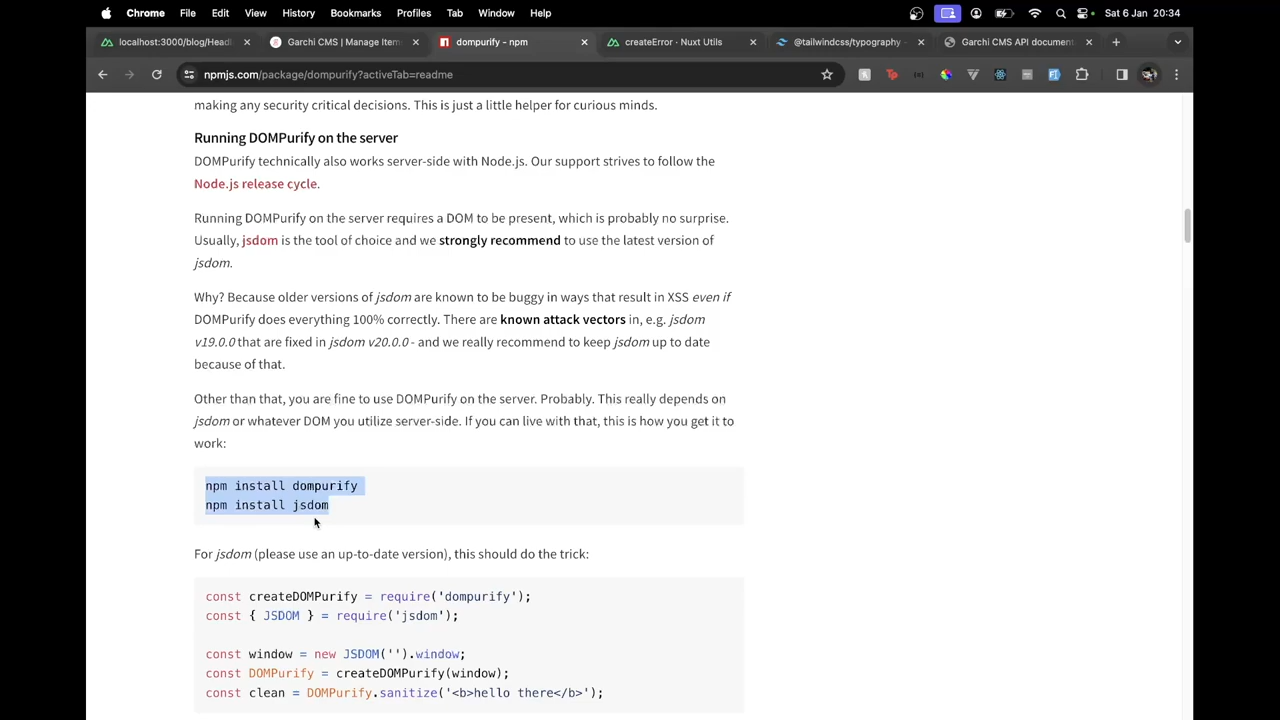 Chrome File Edit View History Bookmarks Profiles Tab Window Help Sat 6 Jan 20:34
localhost:3000/blog/Headl Garchi CMS | Manage Item dompurify - npm createError · Nuxt Utils @tailwindcss/typography - Garchi CMS API document
npmjs.com/package/dompurify?activeTab=readme
making any security critical decisions. This is just a little helper for curious minds.
Running DOMPurify on the server
DOMPurify technically also works server-side with Node.js. Our support strives to follow the
Node.js release cycle.
Running DOMPurify on the server requires a DOM to be present, which is probably no surprise.
Usually, jsdom is the tool of choice and we strongly recommend to use the latest version of
jsdom.
Why? Because older versions of jsdom are known to be buggy in ways that result in XSS even if
DOMPurify does everything 100% correctly. There are known attack vectors in, e.g. jsdom
v19.0.0 that are fixed in jsdom v20.0.0 - and we really recommend to keep jsdom up to date
because of that.
Other than that, you are fine to use DOMPurify on the server. Probably. This really depends on
jsdom or whatever DOM you utilize server-side. If you can live with that, this is how you get it to
work:
npm install dompurify
npm install jsdom
For jsdom (please use an up-to-date version), this should do the trick:
const createDOMPurify = require('dompurify');
const { JSDOM } = require('jsdom');
const window = new JSDOM('').window;
const DOMPurify = createDOMPurify(window);
const clean = DOMPurify.sanitize('<b>hello there</b>');